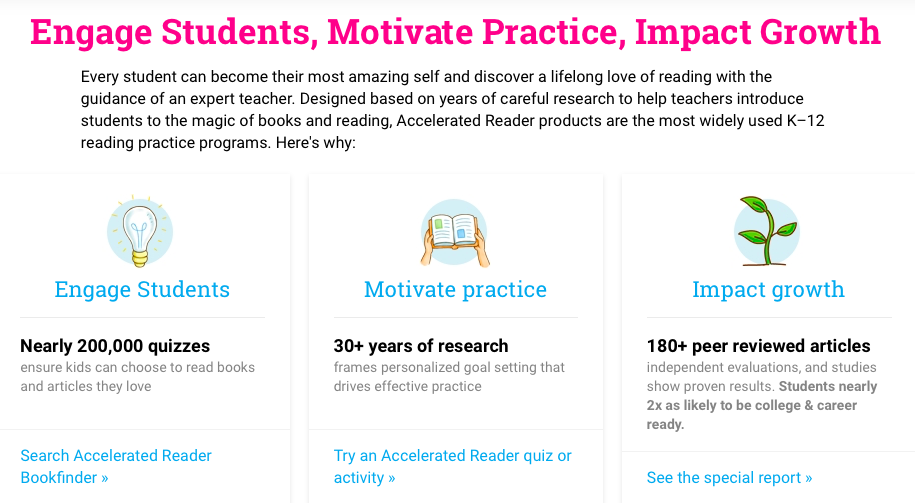 Engage Students, Motivate Practice, Impact Growth
Every student can become their most amazing self and discover a lifelong love of reading with the
guidance of an expert teacher. Designed based on years of careful research to help teachers introduce
students to the magic of books and reading, Accelerated Reader products are the most widely used K–12
reading practice programs. Here's why:
Engage Students
Nearly 200,000 quizzes
ensure kids can choose to read books
and articles they love
Search Accelerated Reader
Bookfinder »
Motivate practice
30+ years of research
frames personalized goal setting that
drives effective practice
Try an Accelerated Reader quiz or
activity »
Impact growth
180+ peer reviewed articles
independent evaluations, and studies
show proven results. Students nearly
2x as likely to be college & career
ready.
See the special report »